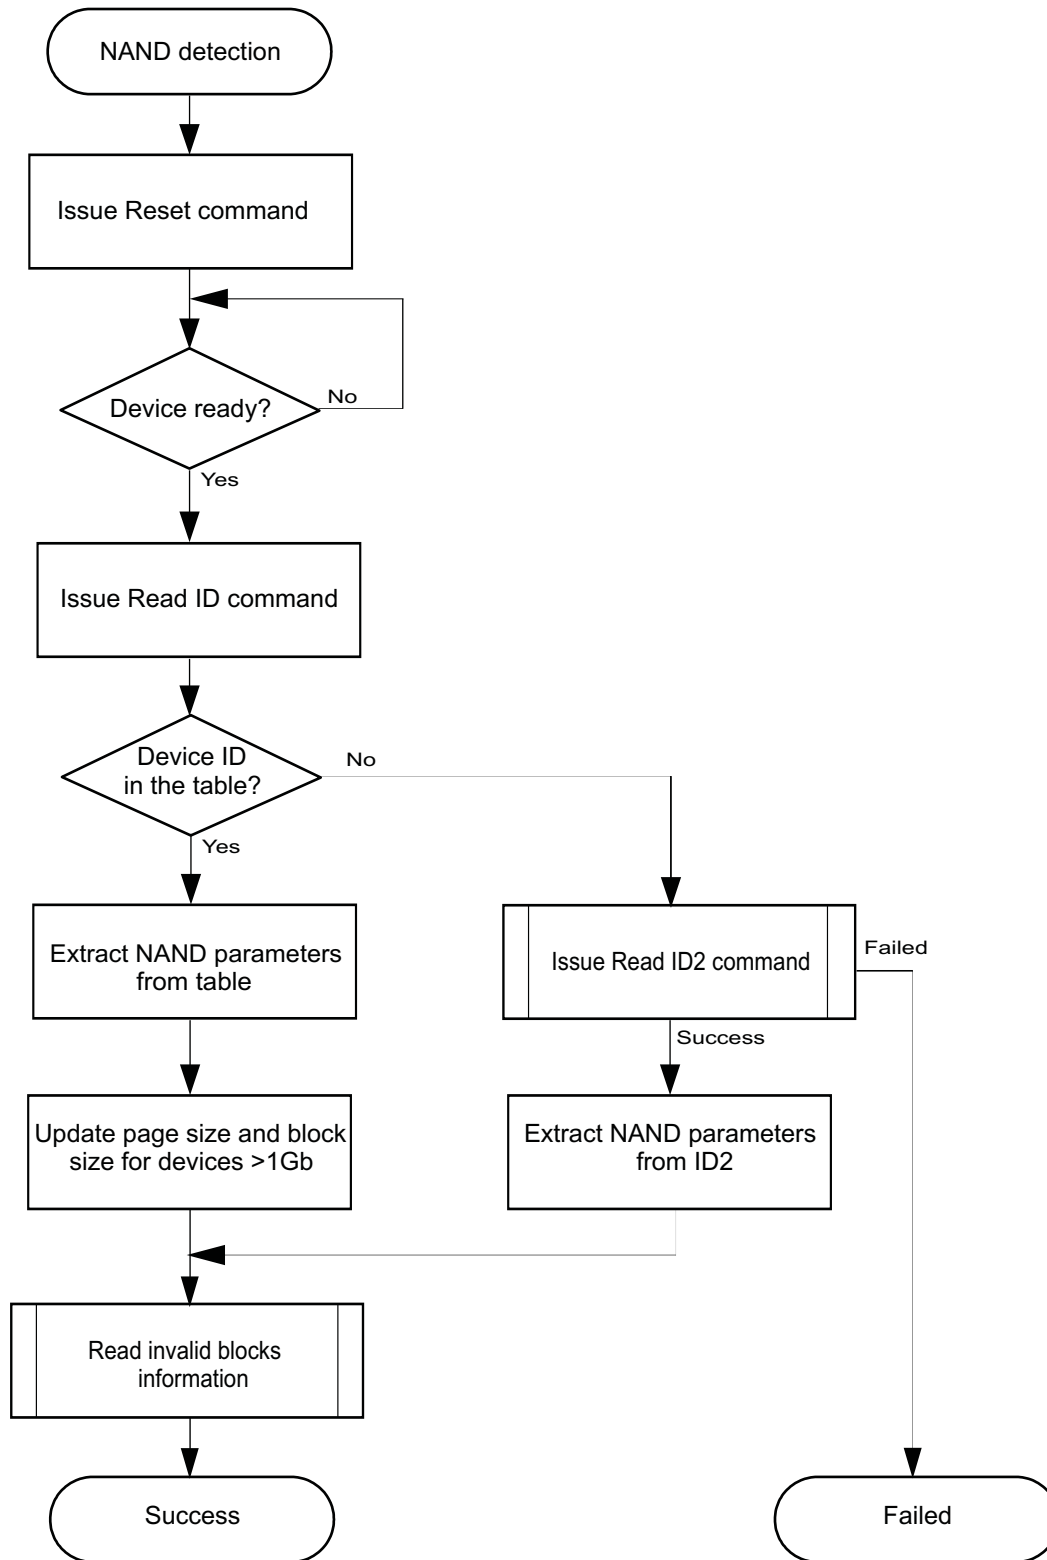 NAND detection
Issue Reset command
Device ready?
No
Yes
Issue Read ID command
Device ID
in the table?
No
Yes
Extract NAND parameters
from table
Issue Read ID2 command
Failed
Success
Update page size and block
size for devices >1Gb
Extract NAND parameters
from ID2
Read invalid blocks
information
Success
Failed